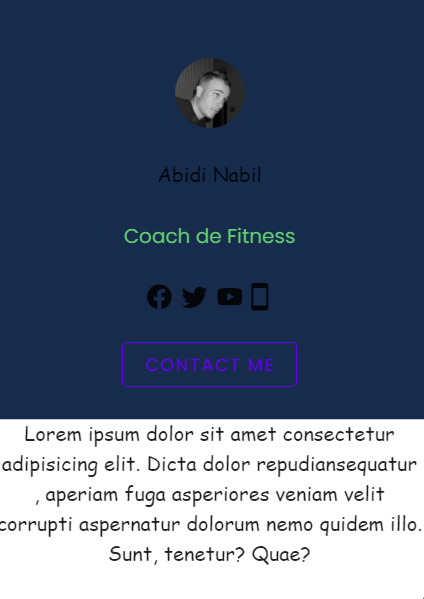 Abidi Nabil
Coach de Fitness
CONTACT ME
Lorem ipsum dolor sit amet consectetur
adipisicing elit. Dicta dolor repudiansequatur
, aperiam fuga asperiores veniam velit
corrupti aspernatur dolorum nemo quidem illo.
Sunt, tenetur? Quae?